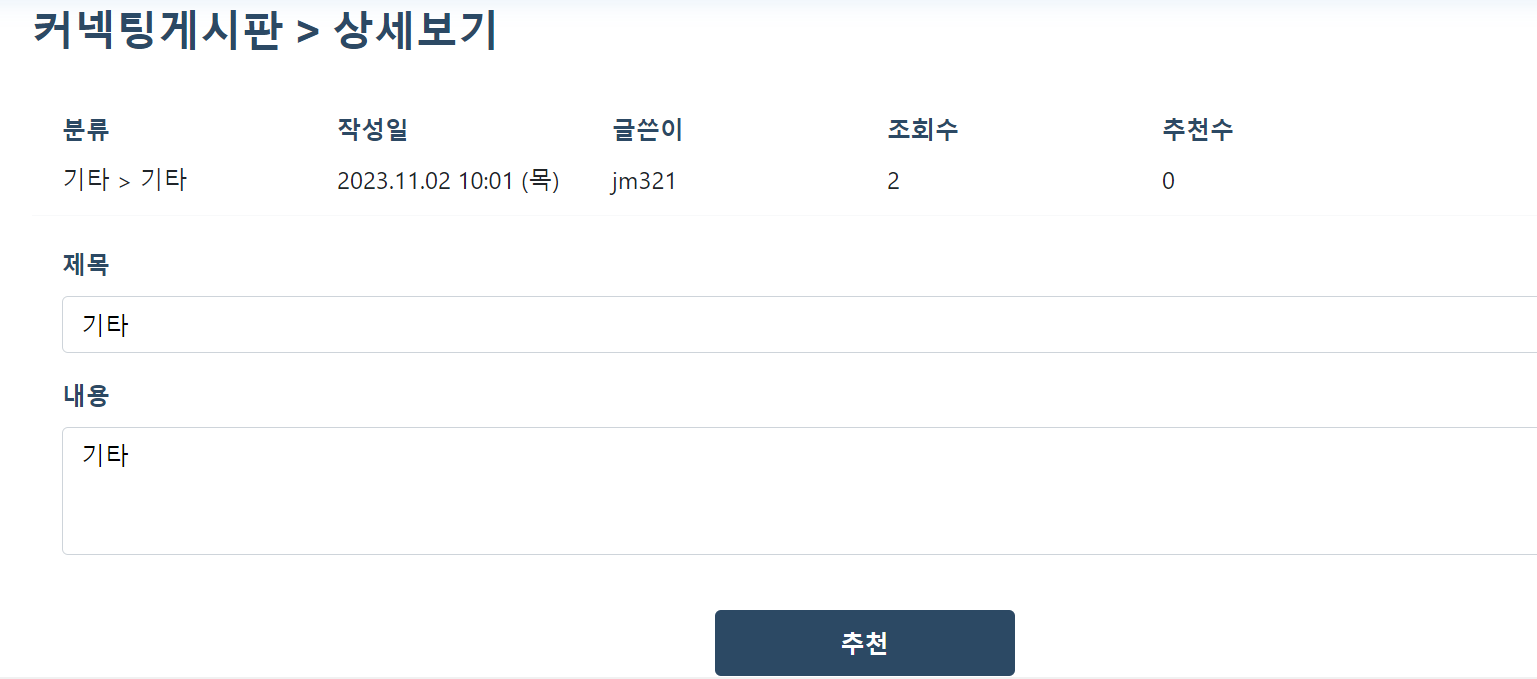 커넥팅게시판 > 상세보기
분류 작성일 글쓴이 조회수 추천수
기타 > 기타 2023.11.02 10:01 (목) jm321 2 0
제목
기타
내용
기타
추천